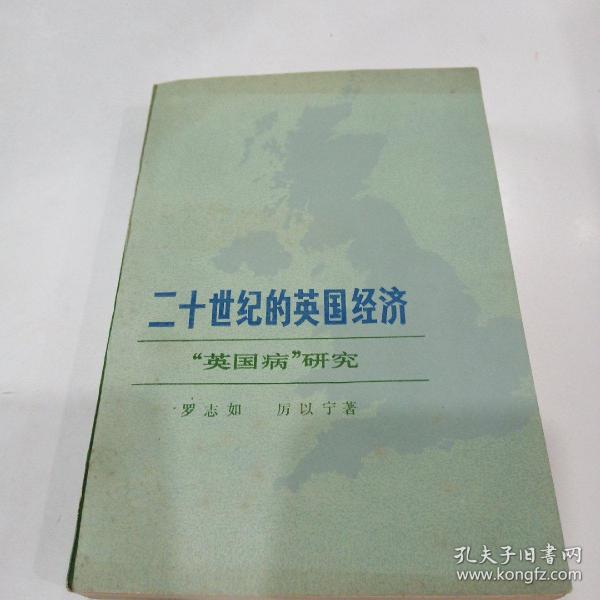 二十世纪的英国经济
“英国病”研究
罗志如 厉以宁著
孔夫子旧书网
www.kongfz.com